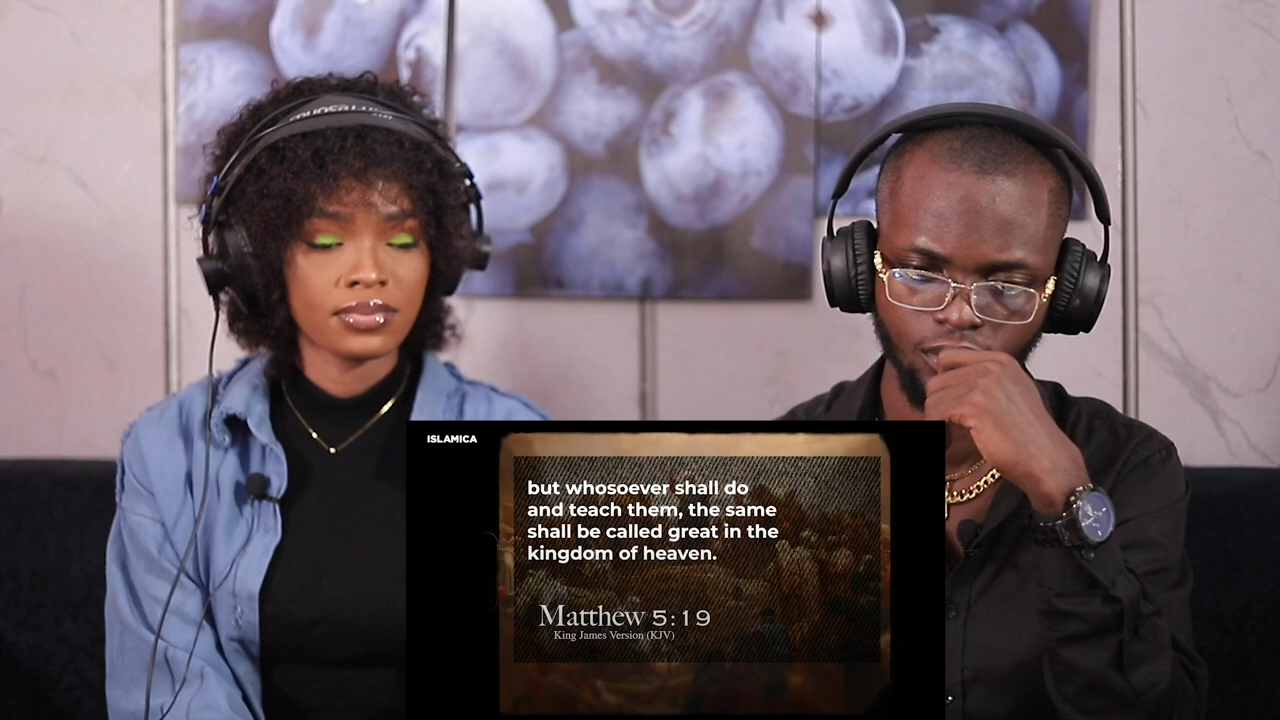 ISLAMICA
but whosoever shall do
and teach them, the same
shall be called great in the
kingdom of heaven.
Matthew 5:19
King James Version (KJV)